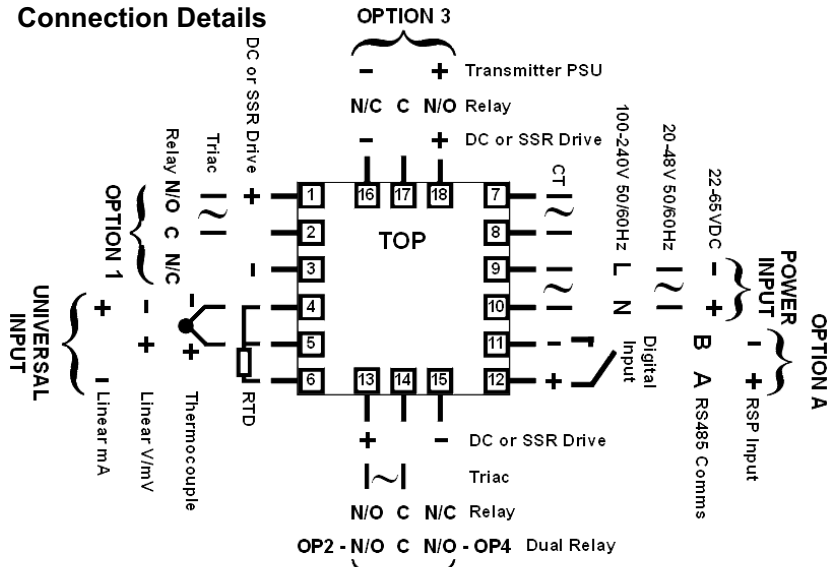 Connection Details
OPTION 3
- + Transmitter PSU
N/C C N/O Relay
- + DC or SSR Drive
16 17 18
TOP
1
2
3
4
5
6
7
8
9
10
11
12
13 14 15
DC or SSR Drive
+
-
Triac
~
Relay N/O C N/C
OPTION 1
UNIVERSAL
INPUT
+ - Linear mA
- + Linear V/mV
- + Thermocouple
RTD
CT
~
~
100-240V 50/60Hz L N
20-48V 50/60Hz
~
22-65VDC - +
POWER
INPUT
OPTION A
- +
Digital
Input
B A RS485 Comms
- + RSP Input
+ - DC or SSR Drive
~ Triac
N/O C N/C Relay
OP2 - N/O C N/O - OP4 Dual Relay